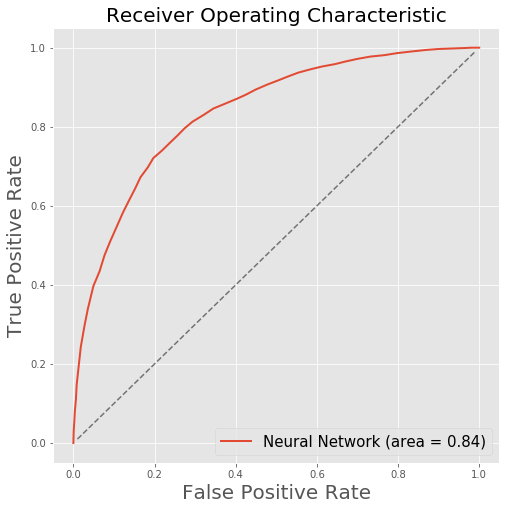 Receiver Operating Characteristic
1.0
0.8
0.6
0.4
0.2
0.0
True Positive Rate
Neural Network (area = 0.84)
0.0 0.2 0.4 0.6 0.8 1.0
False Positive Rate